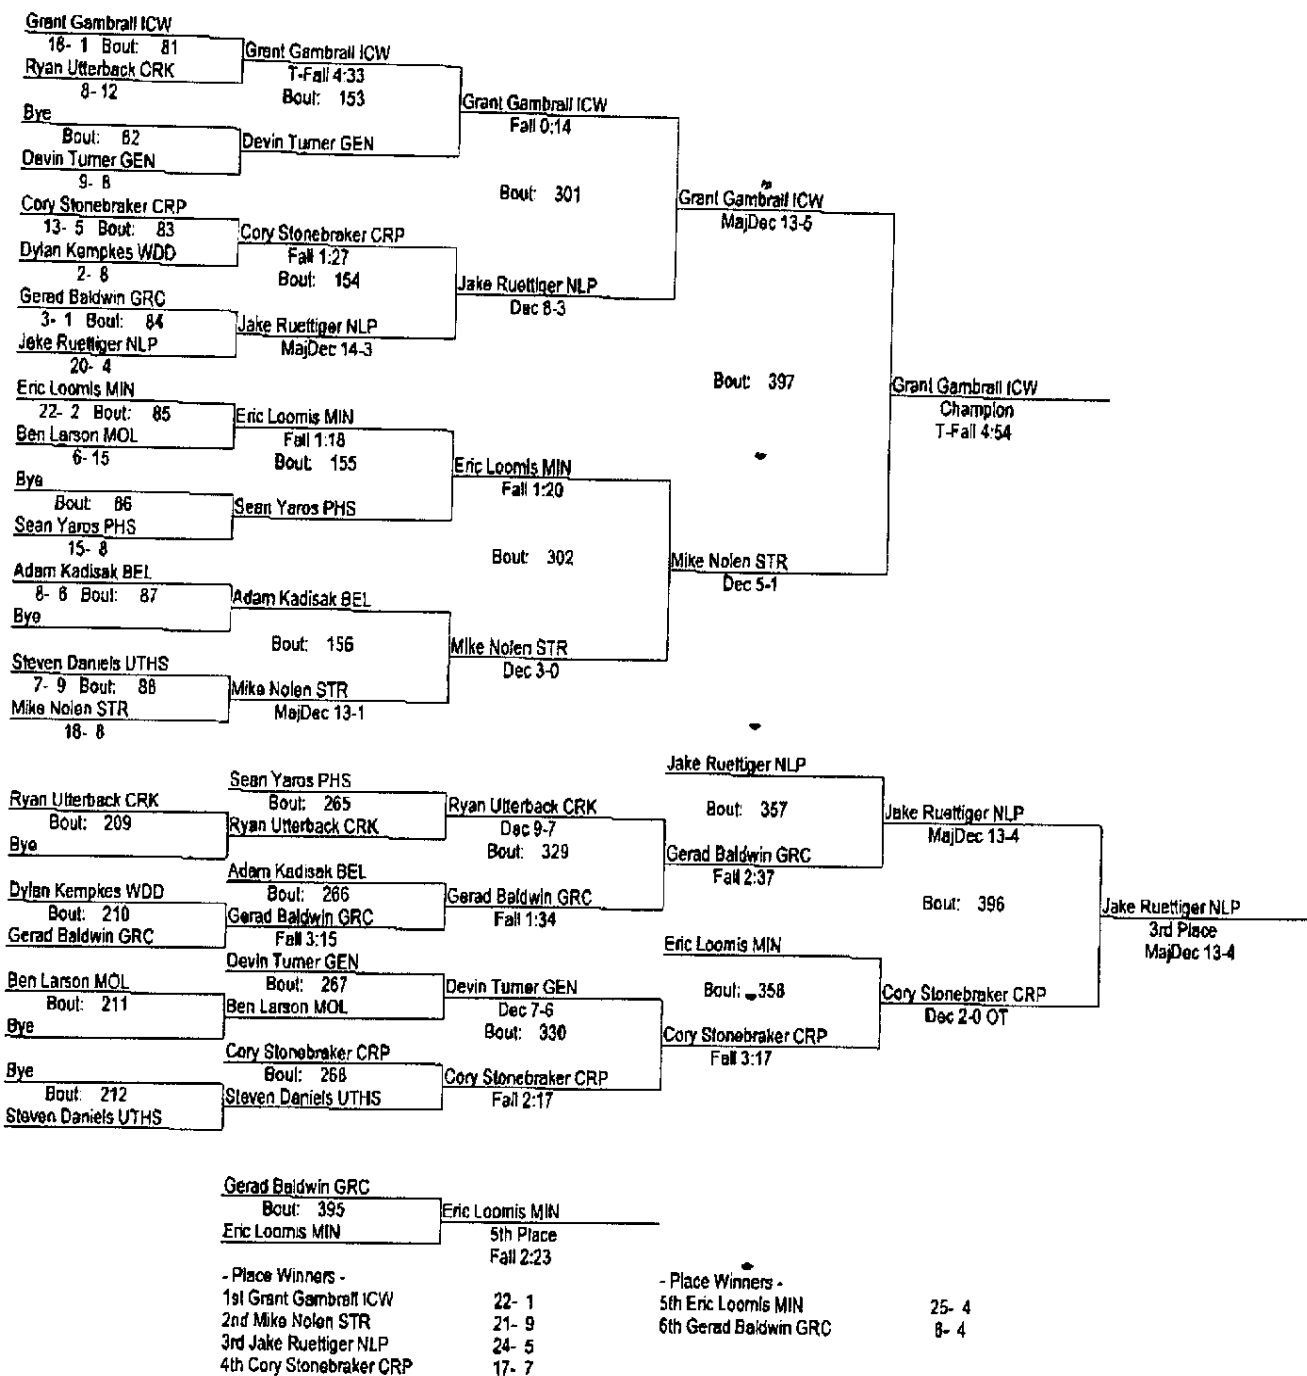 Grant Gambrall ICW
18- 1 Bout: 81
Ryan Utterback CRK
8- 12
Grant Gambrall ICW
T-Fall 4:33
Bout: 153
Bye
Bout: 82
Devin Turner GEN
9- 8
Devin Turner GEN
Grant Gambrall ICW
Fall 0:14
Bout: 301
Cory Stonebraker CRP
13- 5 Bout: 83
Dylan Kempkes WDD
2- 8
Cory Stonebraker CRP
Fall 1:27
Bout: 154
Gerad Baldwin GRC
3- 1 Bout: 84
Jake Ruettiger NLP
20- 4
Jake Ruettiger NLP
MajDec 14-3
Jake Ruettiger NLP
Dec 8-3
Grant Gambrall ICW
MajDec 13-5
Bout: 397
Grant Gambrall ICW
Champion
T-Fall 4:54
Eric Loomis MIN
22- 2 Bout: 85
Ben Larson MOL
6- 15
Eric Loomis MIN
Fall 1:18
Bout: 155
Bye
Bout: 86
Sean Yaros PHS
15- 8
Sean Yaros PHS
Eric Loomis MIN
Fall 1:20
Bout: 302
Adam Kadisak BEL
8- 6 Bout: 87
Bye
Adam Kadisak BEL
Bout: 156
Steven Daniels UTHS
7- 9 Bout: 88
Mike Nolen STR
18- 8
Mike Nolen STR
MajDec 13-1
Mike Nolen STR
Dec 3-0
Mike Nolen STR
Dec 5-1
Ryan Utterback CRK
Bout: 209
Bye
Sean Yaros PHS
Bout: 265
Ryan Utterback CRK
Ryan Utterback CRK
Dec 9-7
Bout: 329
Dylan Kempkes WDD
Bout: 210
Gerad Baldwin GRC
Adam Kadisak BEL
Bout: 266
Gerad Baldwin GRC
Fall 3:15
Gerad Baldwin GRC
Fall 1:34
Jake Ruettiger NLP
Bout: 357
Gerad Baldwin GRC
Fall 2:37
Jake Ruettiger NLP
MajDec 13-4
Bout: 396
Jake Ruettiger NLP
3rd Place
MajDec 13-4
Ben Larson MOL
Bout: 211
Bye
Devin Turner GEN
Bout: 267
Ben Larson MOL
Devin Turner GEN
Dec 7-6
Bout: 330
Bye
Bout: 212
Steven Daniels UTHS
Cory Stonebraker CRP
Bout: 268
Steven Daniels UTHS
Cory Stonebraker CRP
Fall 2:17
Eric Loomis MIN
Bout: 358
Cory Stonebraker CRP
Fall 3:17
Cory Stonebraker CRP
Dec 2-0 OT
Gerad Baldwin GRC
Bout: 395
Eric Loomis MIN
Eric Loomis MIN
5th Place
Fall 2:23
- Place Winners -
1st Grant Gambrall ICW 22- 1
2nd Mike Nolen STR 21- 9
3rd Jake Ruettiger NLP 24- 5
4th Cory Stonebraker CRP 17- 7
- Place Winners -
5th Eric Loomis MIN 25- 4
6th Gerad Baldwin GRC 6- 4